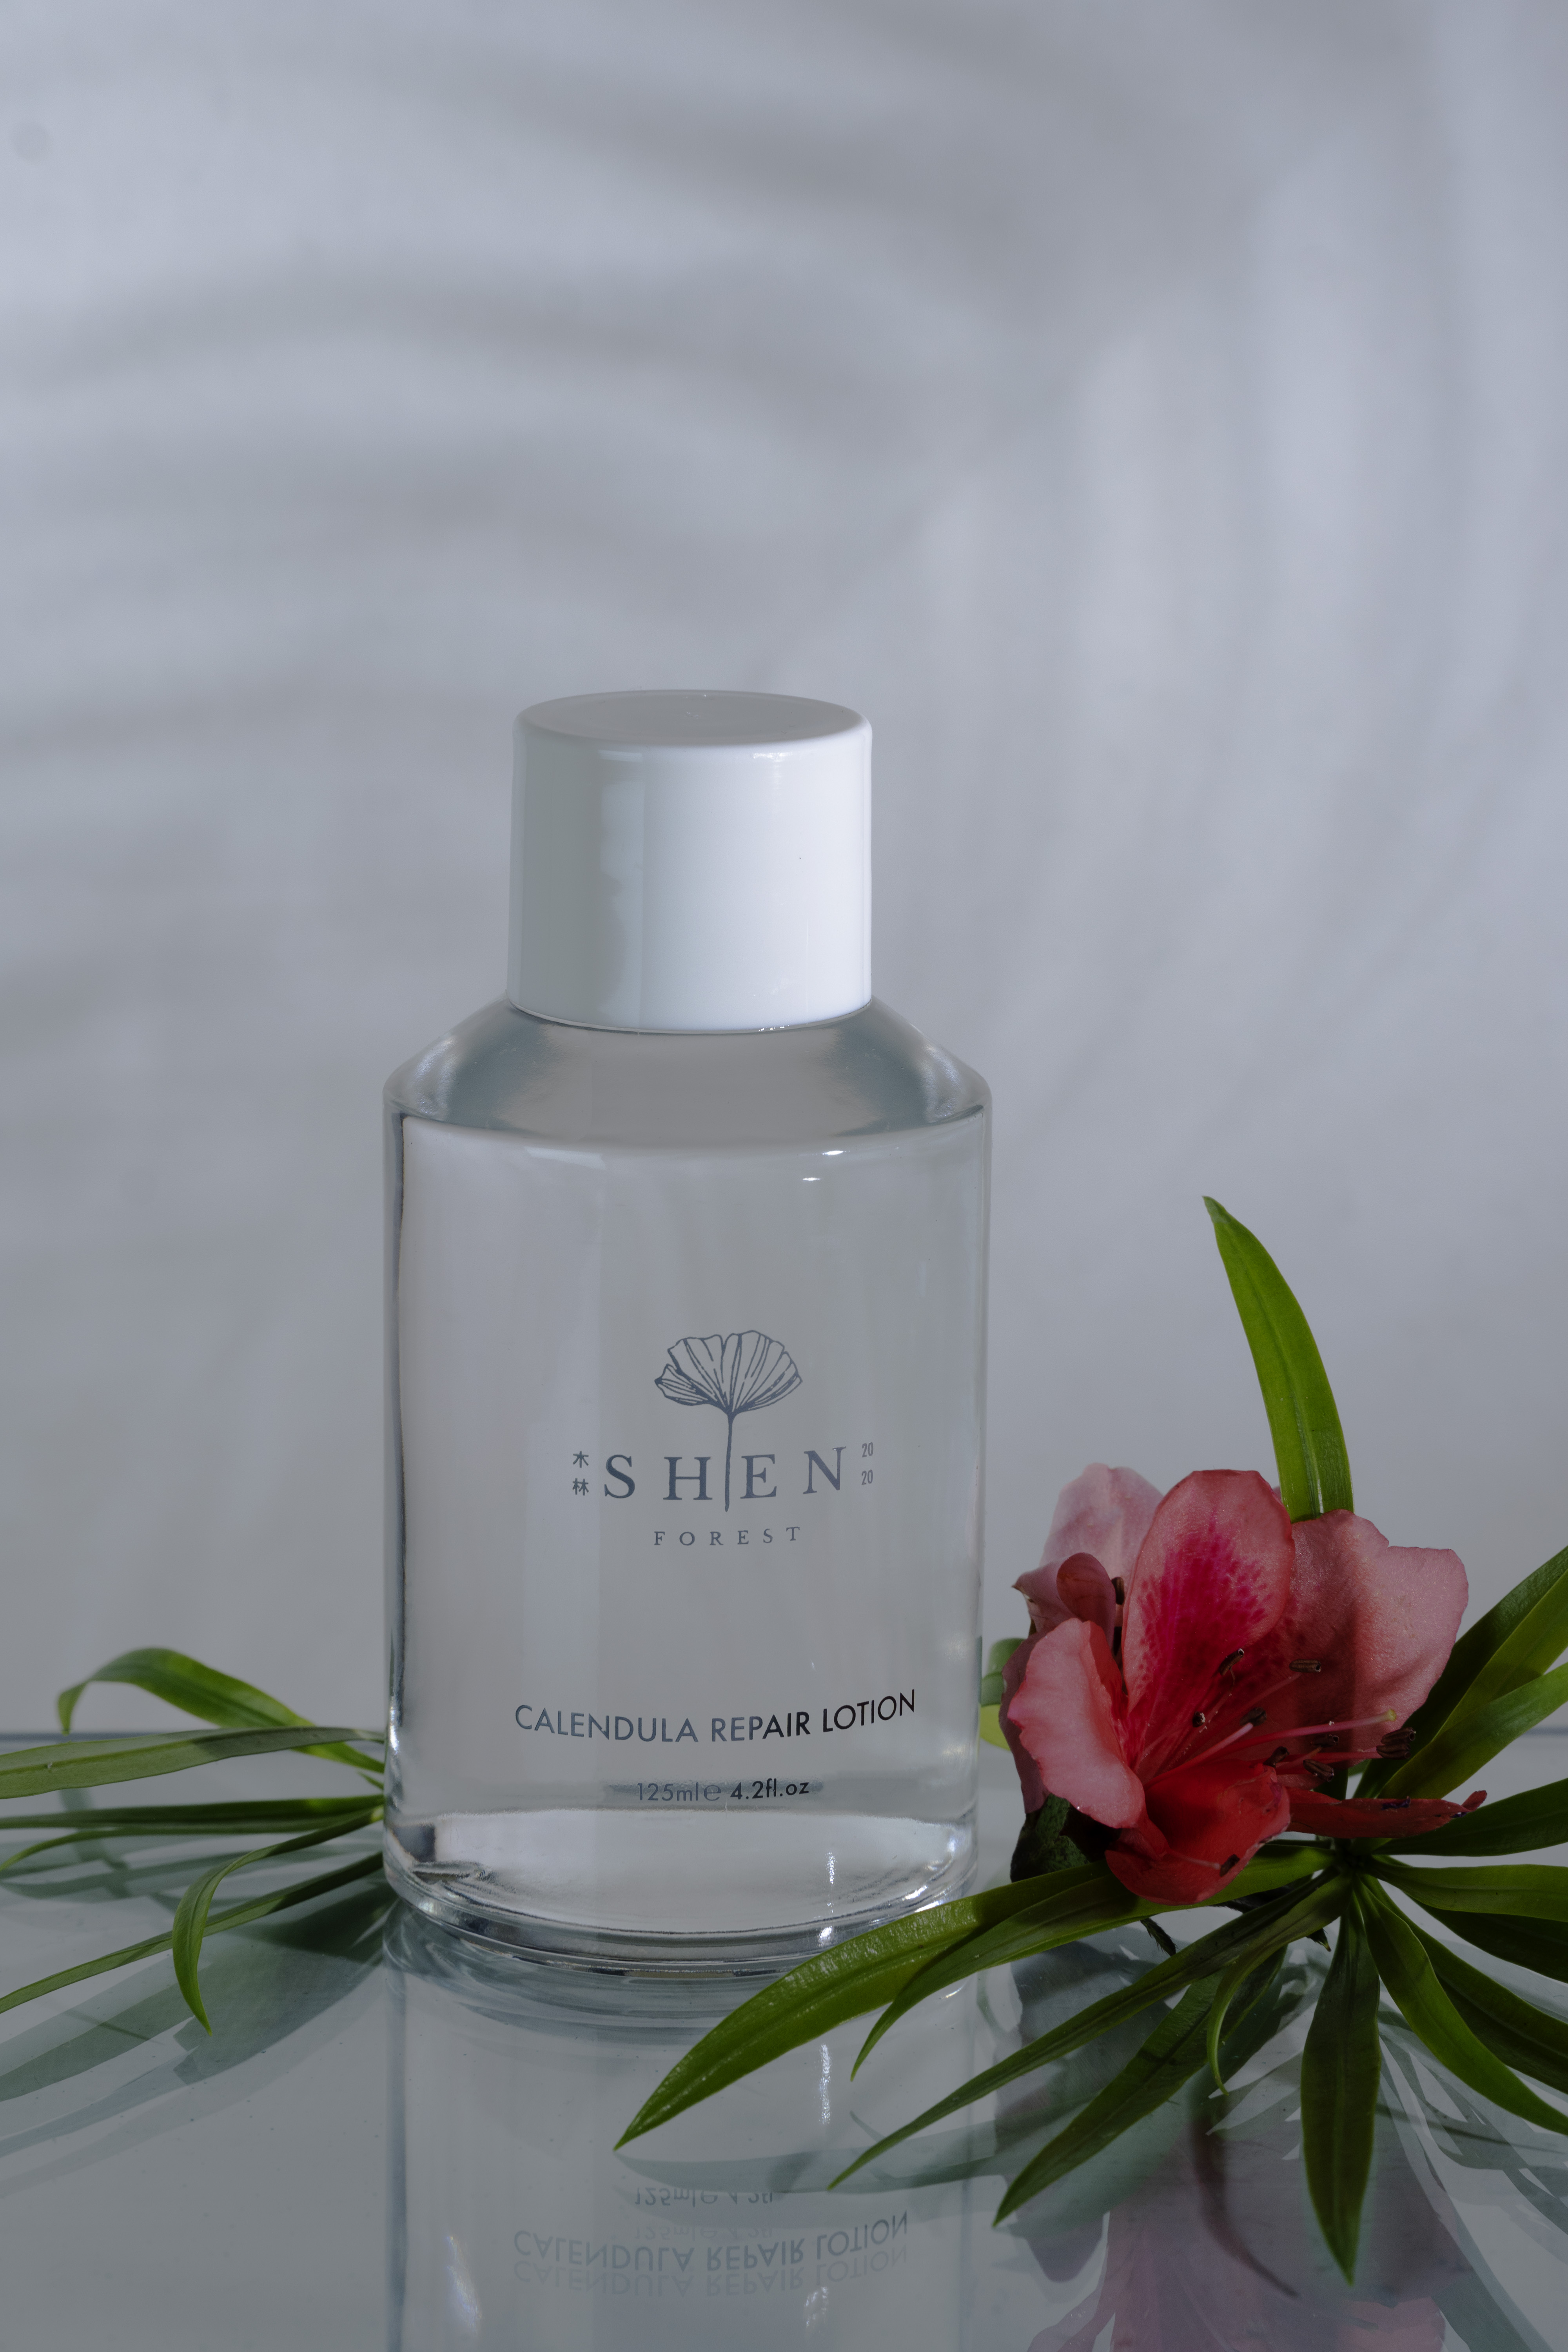 木 SHEN 20
林 20
FOREST
CALENDULA REPAIR LOTION
125ml e 4.2fl.oz